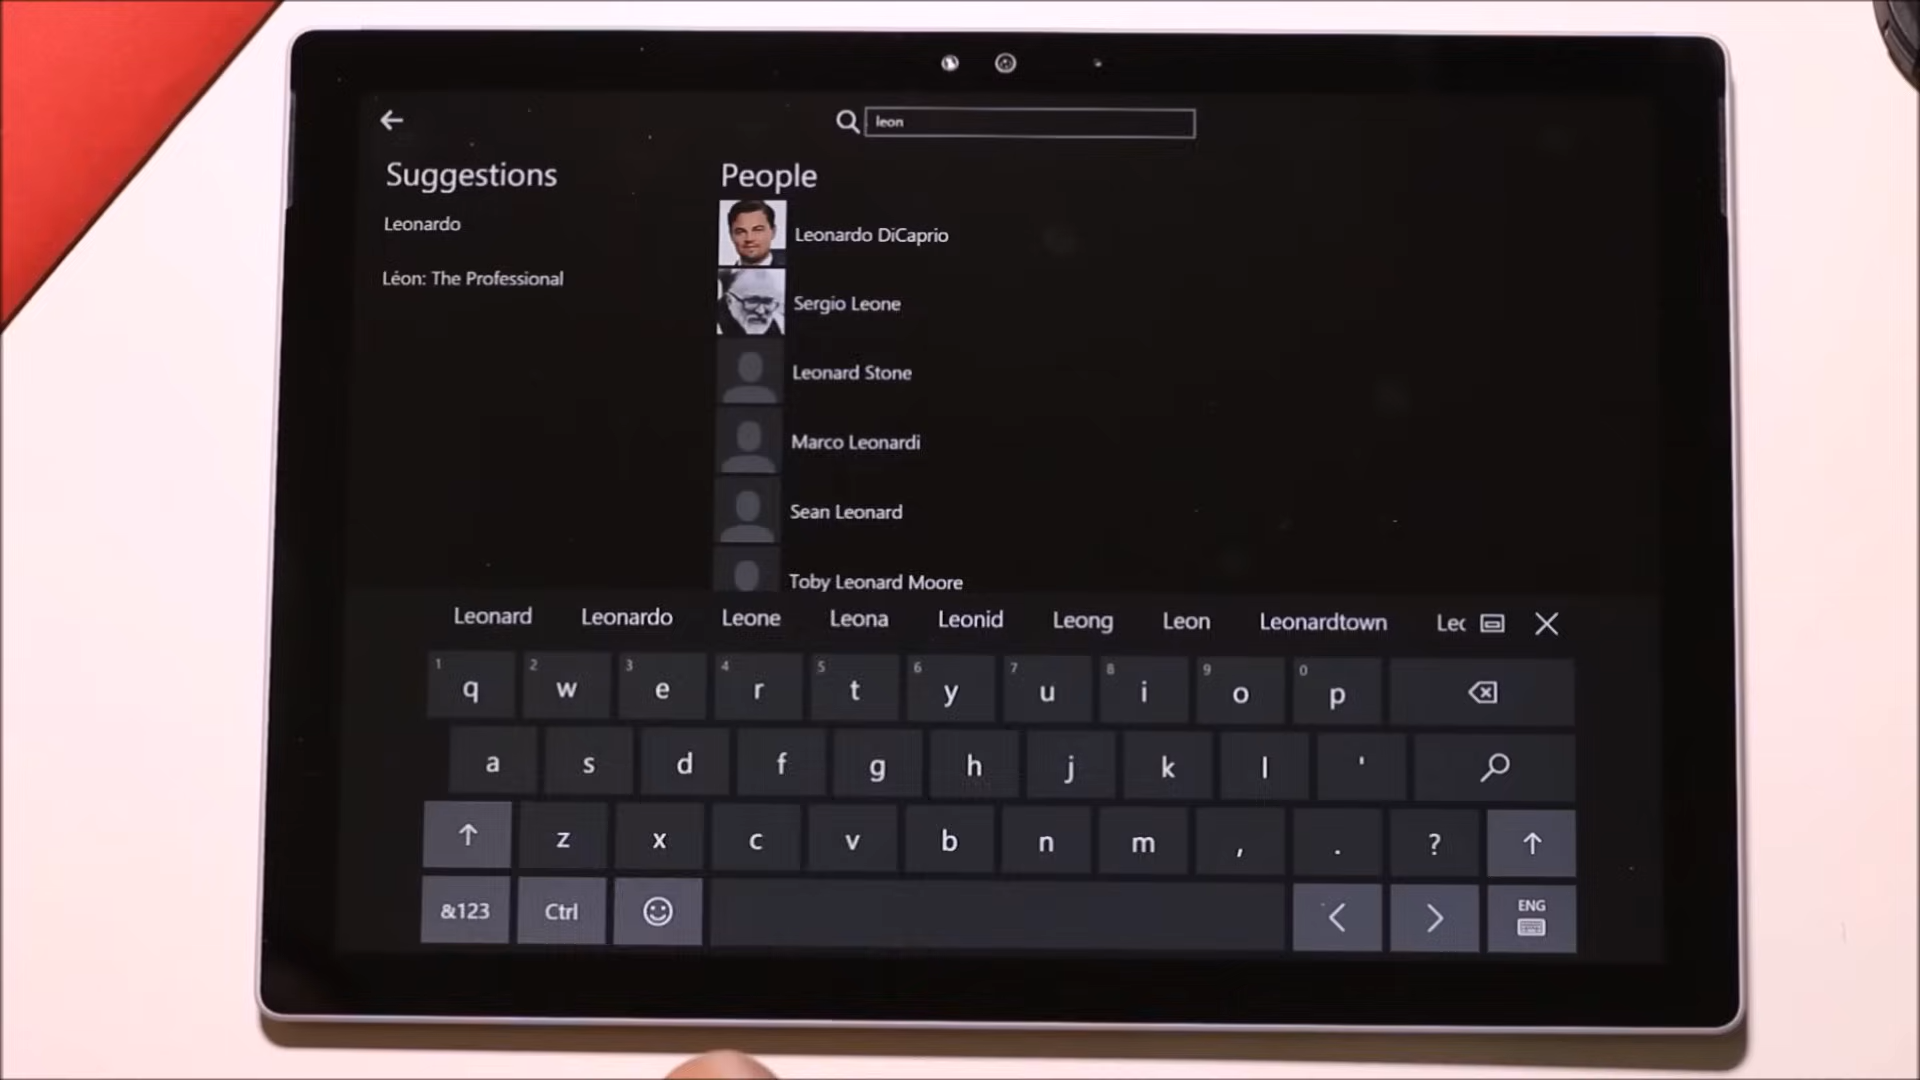 leon
Suggestions
Leonardo
Léon: The Professional
People
Leonardo DiCaprio
Sergio Leone
Leonard Stone
Marco Leonardi
Sean Leonard
Toby Leonard Moore
Leonard Leonardo Leone Leona Leonid Leong Leon Leonardtown Lec
1 q 2 w 3 e 4 r 5 t 6 y 7 u 8 i 9 o 0 p
a s d f g h j k l '
z x c v b n m , . ?
&123 Ctrl < > ENG